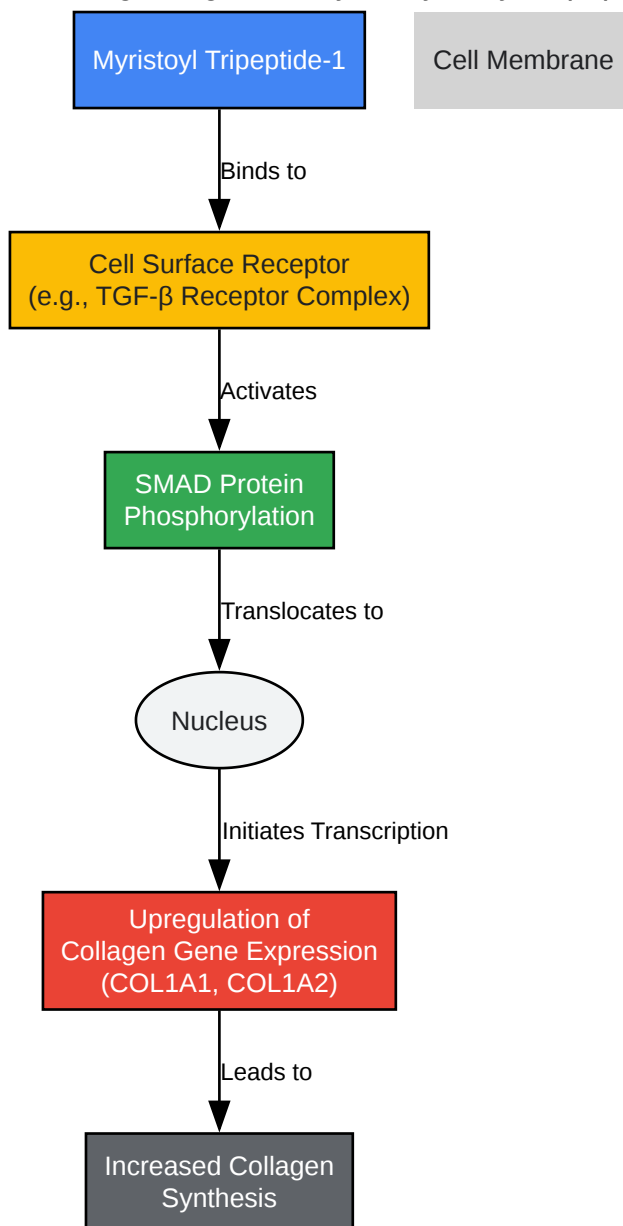 Myristoyl Tripeptide-1
Cell Membrane
Binds to
Cell Surface Receptor
(e.g., TGF-β Receptor Complex)
Activates
SMAD Protein
Phosphorylation
Translocates to
Nucleus
Initiates Transcription
Upregulation of
Collagen Gene Expression
(COL1A1, COL1A2)
Leads to
Increased Collagen
Synthesis